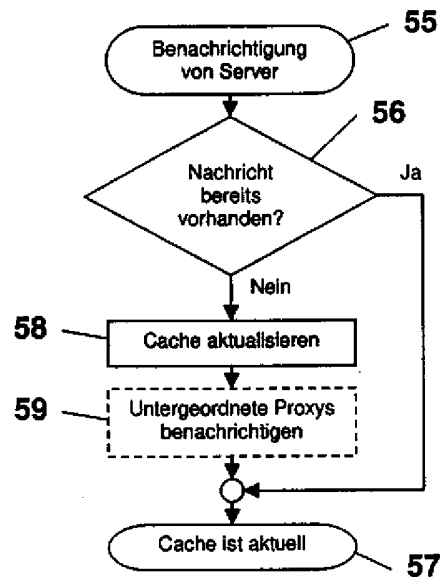 55
Benachrichtigung
von Server
56
Nachricht
bereits
vorhanden?
Ja
Nein
58
Cache aktualisieren
59
Untergeordnete Proxys
benachrichtigen
Cache ist aktuell
57